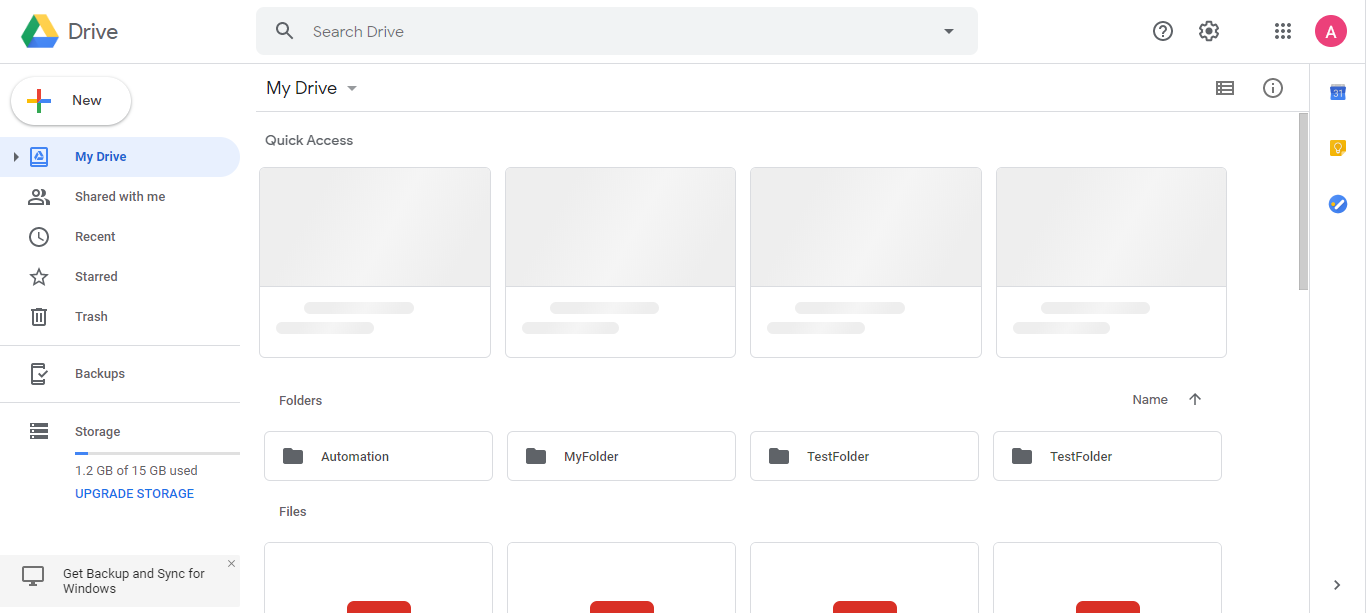 Drive
Search Drive
A
New
My Drive
31
My Drive
Quick Access
Shared with me
Recent
Starred
Trash
Backups
Storage
1.2 GB of 15 GB used
UPGRADE STORAGE
Folders
Name
Automation
MyFolder
TestFolder
TestFolder
Files
Get Backup and Sync for
Windows